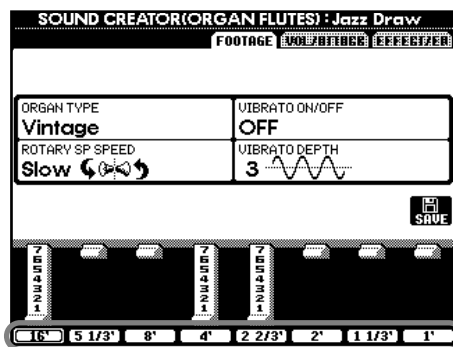 SOUND CREATOR(ORGAN FLUTES) : Jazz Draw
FOOTAGE VOL/ATTACK EFFECT/EQ
ORGAN TYPE VIBRATO ON/OFF
Vintage OFF
ROTARY SP SPEED VIBRATO DEPTH
Slow 3
SAVE
7 7 7
6 6 6
5 5 5
4 4 4
3 3 3
2 2 2
1 1 1
16' 5 1/3' 8' 4' 2 2/3' 2' 1 1/3' 1'